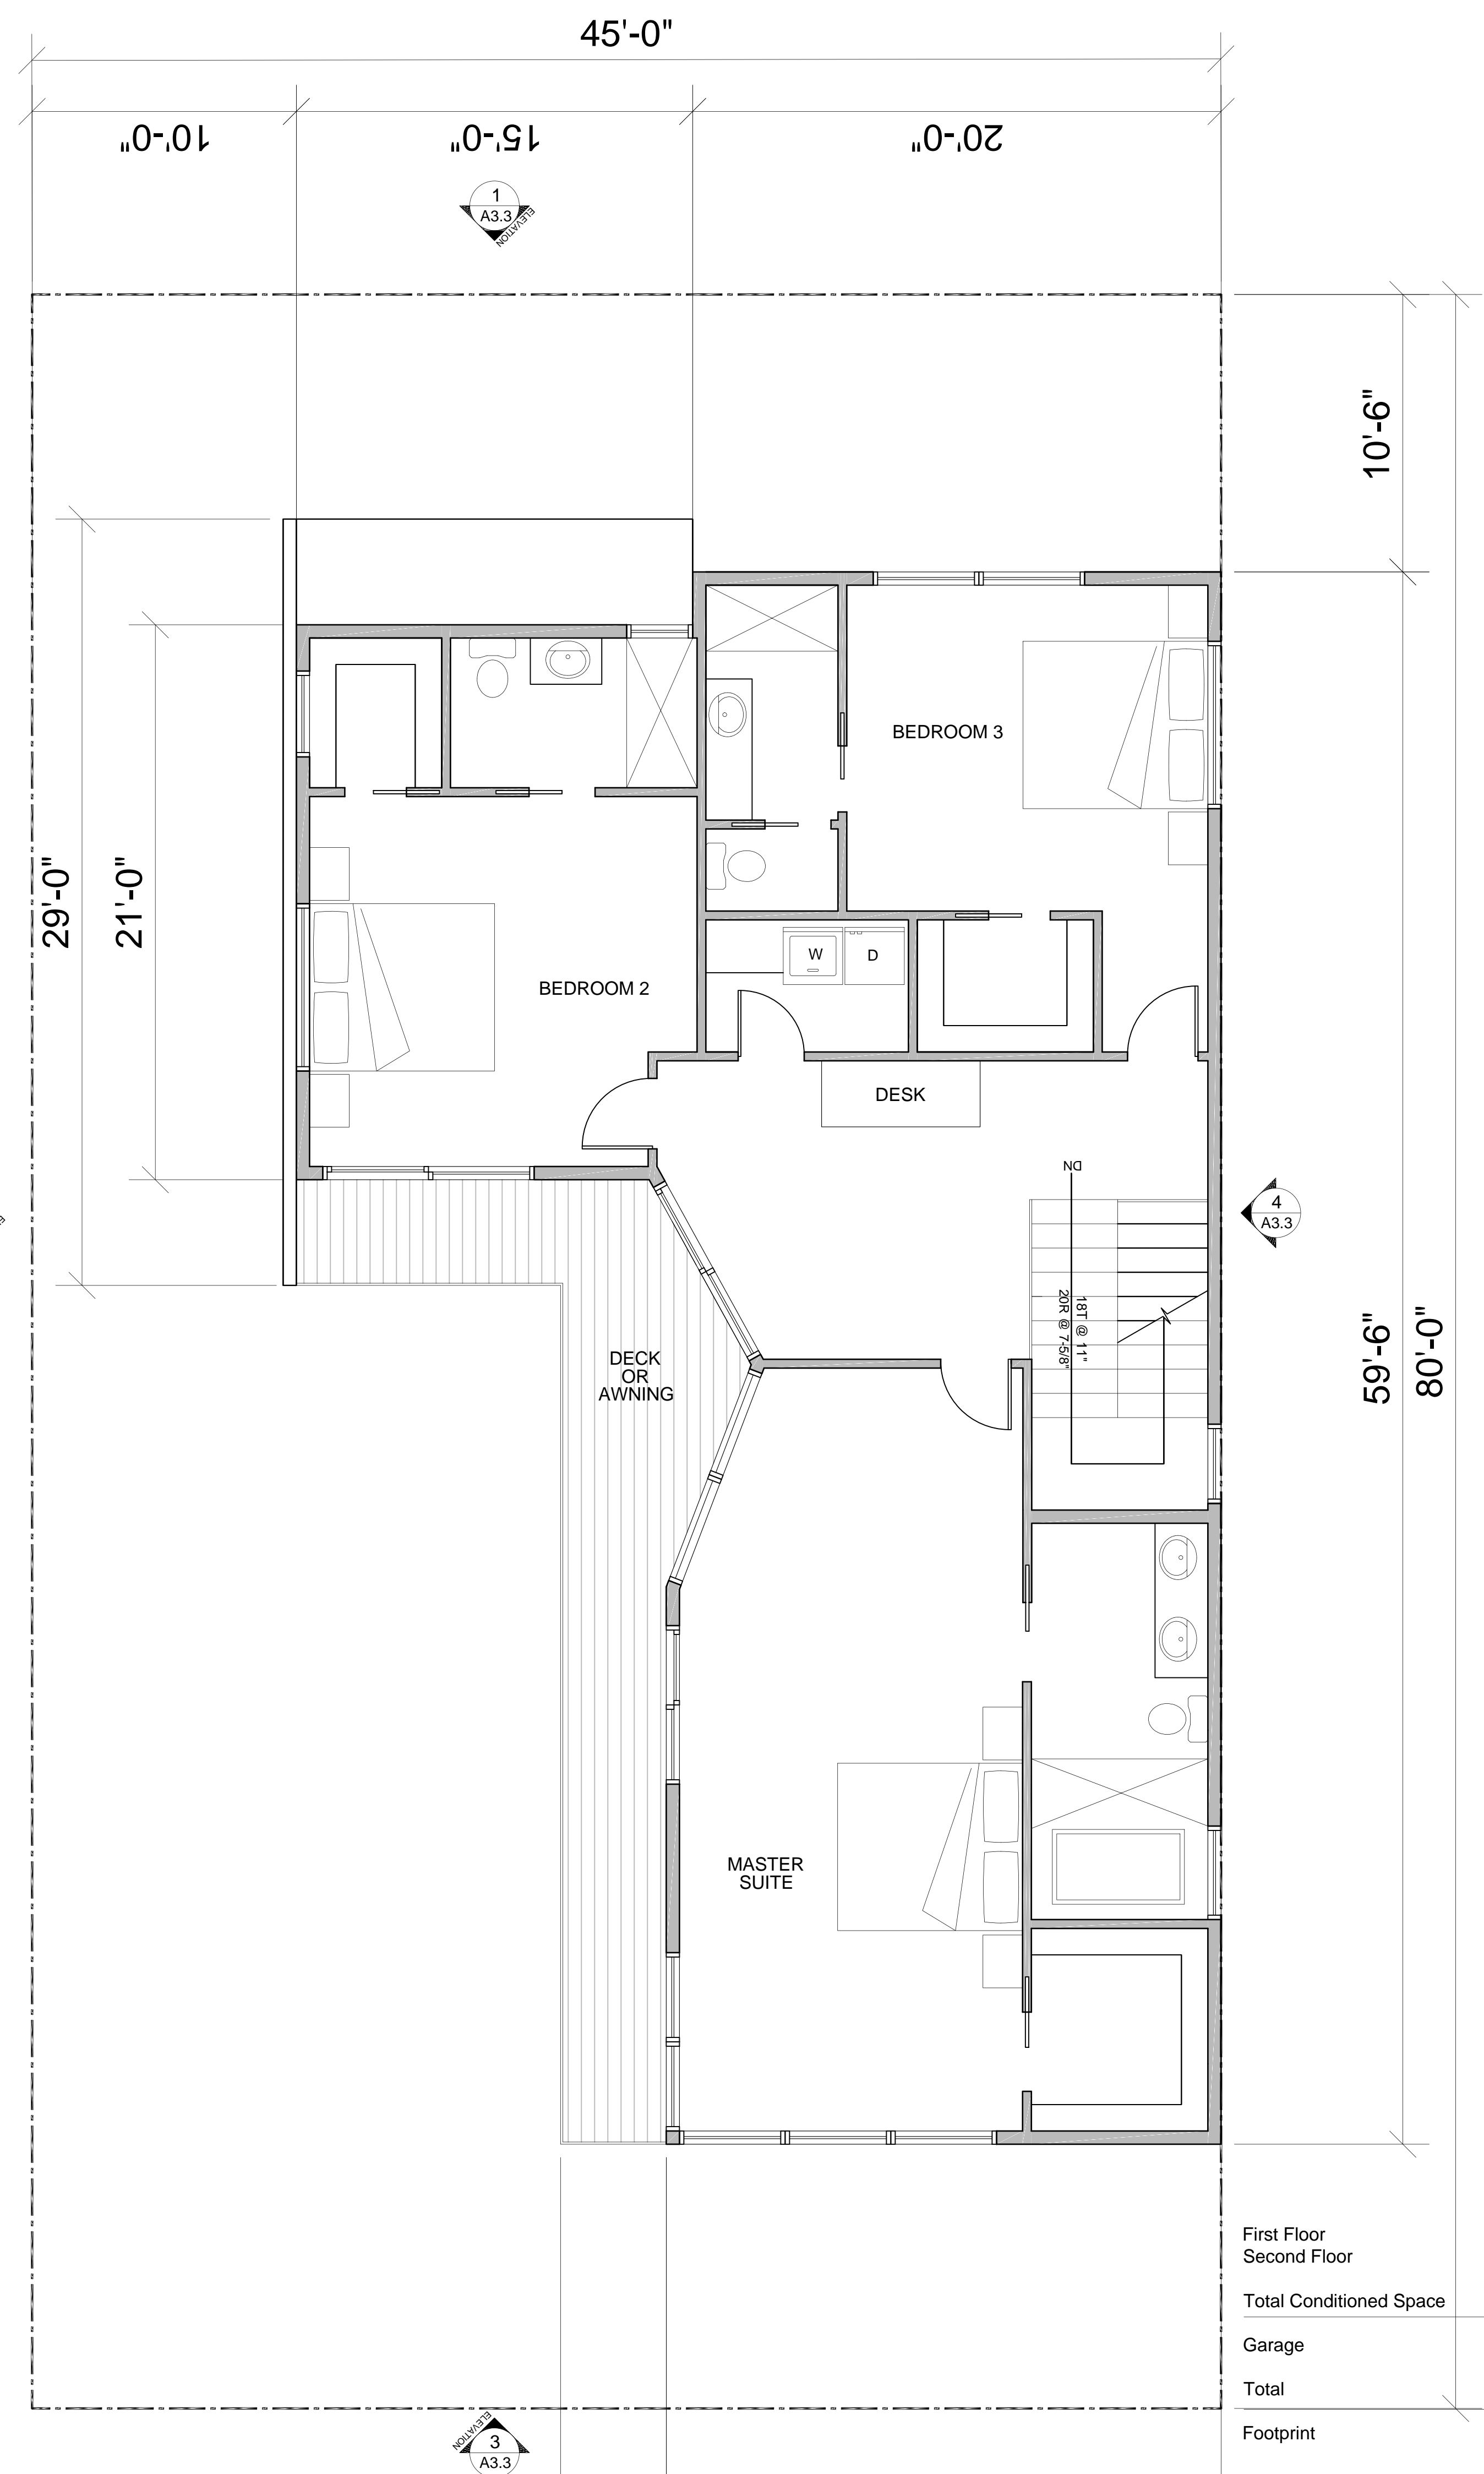 45'-0"
10'-0"
15'-0"
20'-0"
1
A3.3
ELEVATION
10'-6"
BEDROOM 3
29'-0"
21'-0"
W
D
BEDROOM 2
DESK
DN
4
A3.3
18T @ 11"
20R @ 7-5/8"
59'-6"
80'-0"
DECK
OR
AWNING
MASTER
SUITE
First Floor
Second Floor
Total Conditioned Space
Garage
Total
Footprint
ELEVATION
3
A3.3